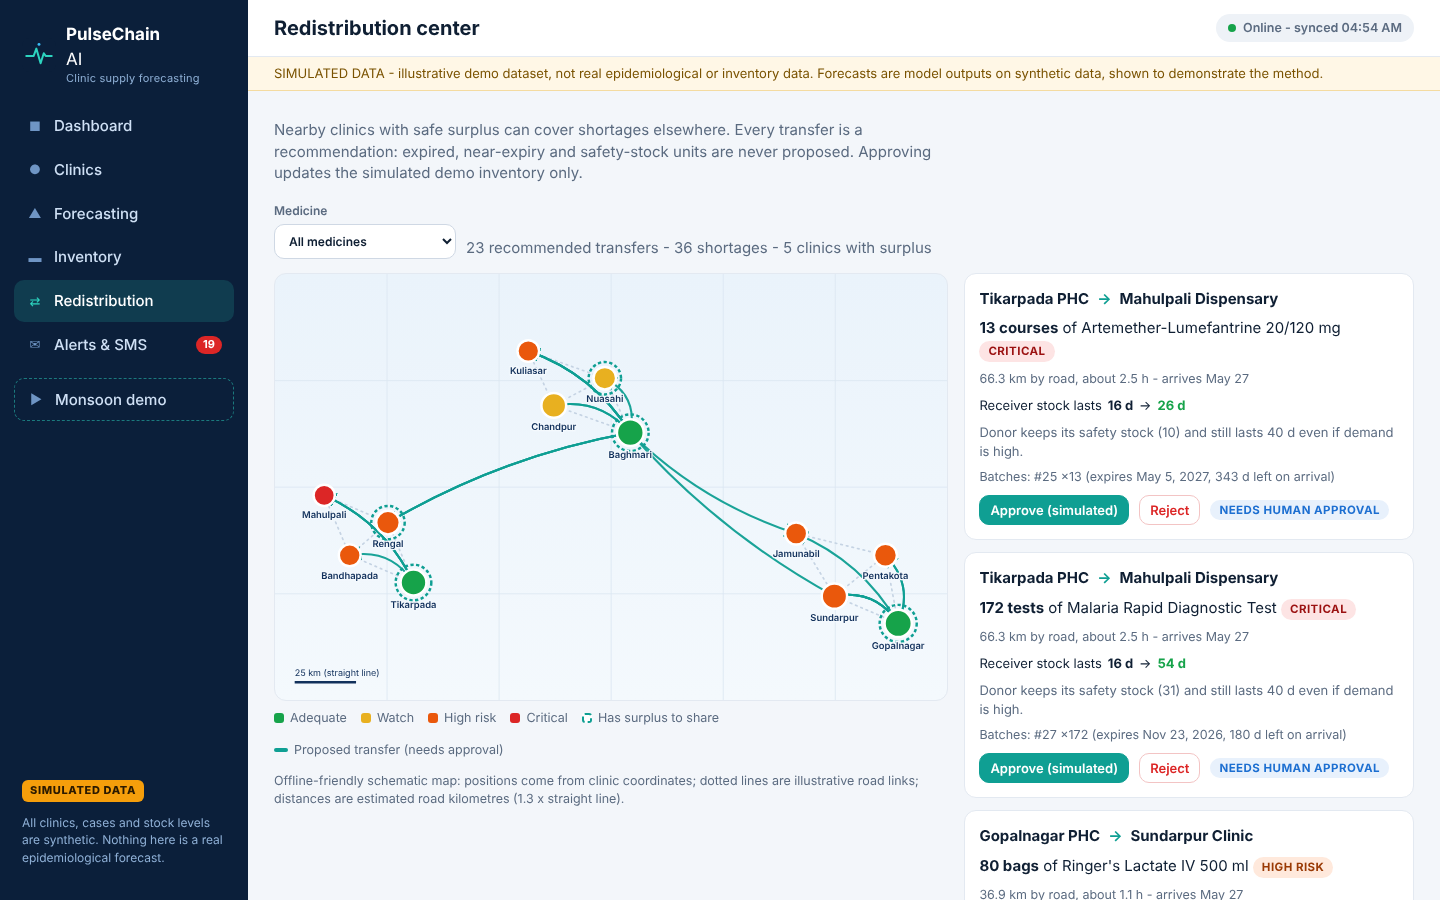 PulseChain
AI
Clinic supply forecasting
Dashboard
Clinics
Forecasting
Inventory
Redistribution
Alerts & SMS
19
Monsoon demo
SIMULATED DATA
All clinics, cases and stock levels
are synthetic. Nothing here is a real
epidemiological forecast.
Redistribution center
Online - synced 04:54 AM
SIMULATED DATA - illustrative demo dataset, not real epidemiological or inventory data. Forecasts are model outputs on synthetic data, shown to demonstrate the method.
Nearby clinics with safe surplus can cover shortages elsewhere. Every transfer is a
recommendation: expired, near-expiry and safety-stock units are never proposed. Approving
updates the simulated demo inventory only.
Medicine
All medicines
23 recommended transfers - 36 shortages - 5 clinics with surplus
Kuliasar
Nuasahi
Chandpur
Baghmari
Mahulpali
Rengal
Bandhapada
Tikarpada
Jamunabil
Pentakota
Sundarpur
Gopalnagar
25 km (straight line)
Adequate
Watch
High risk
Critical
Has surplus to share
Proposed transfer (needs approval)
Offline-friendly schematic map: positions come from clinic coordinates; dotted lines are illustrative road links;
distances are estimated road kilometres (1.3 x straight line).
Tikarpada PHC → Mahulpali Dispensary
13 courses of Artemether-Lumefantrine 20/120 mg
CRITICAL
66.3 km by road, about 2.5 h - arrives May 27
Receiver stock lasts 16 d → 26 d
Donor keeps its safety stock (10) and still lasts 40 d even if demand
is high.
Batches: #25 ×13 (expires May 5, 2027, 343 d left on arrival)
Approve (simulated)
Reject
NEEDS HUMAN APPROVAL
Tikarpada PHC → Mahulpali Dispensary
172 tests of Malaria Rapid Diagnostic Test CRITICAL
66.3 km by road, about 2.5 h - arrives May 27
Receiver stock lasts 16 d → 54 d
Donor keeps its safety stock (31) and still lasts 40 d even if demand
is high.
Batches: #27 ×172 (expires Nov 23, 2026, 180 d left on arrival)
Approve (simulated)
Reject
NEEDS HUMAN APPROVAL
Gopalnagar PHC → Sundarpur Clinic
80 bags of Ringer's Lactate IV 500 ml HIGH RISK
36.9 km by road, about 1.1 h - arrives May 27